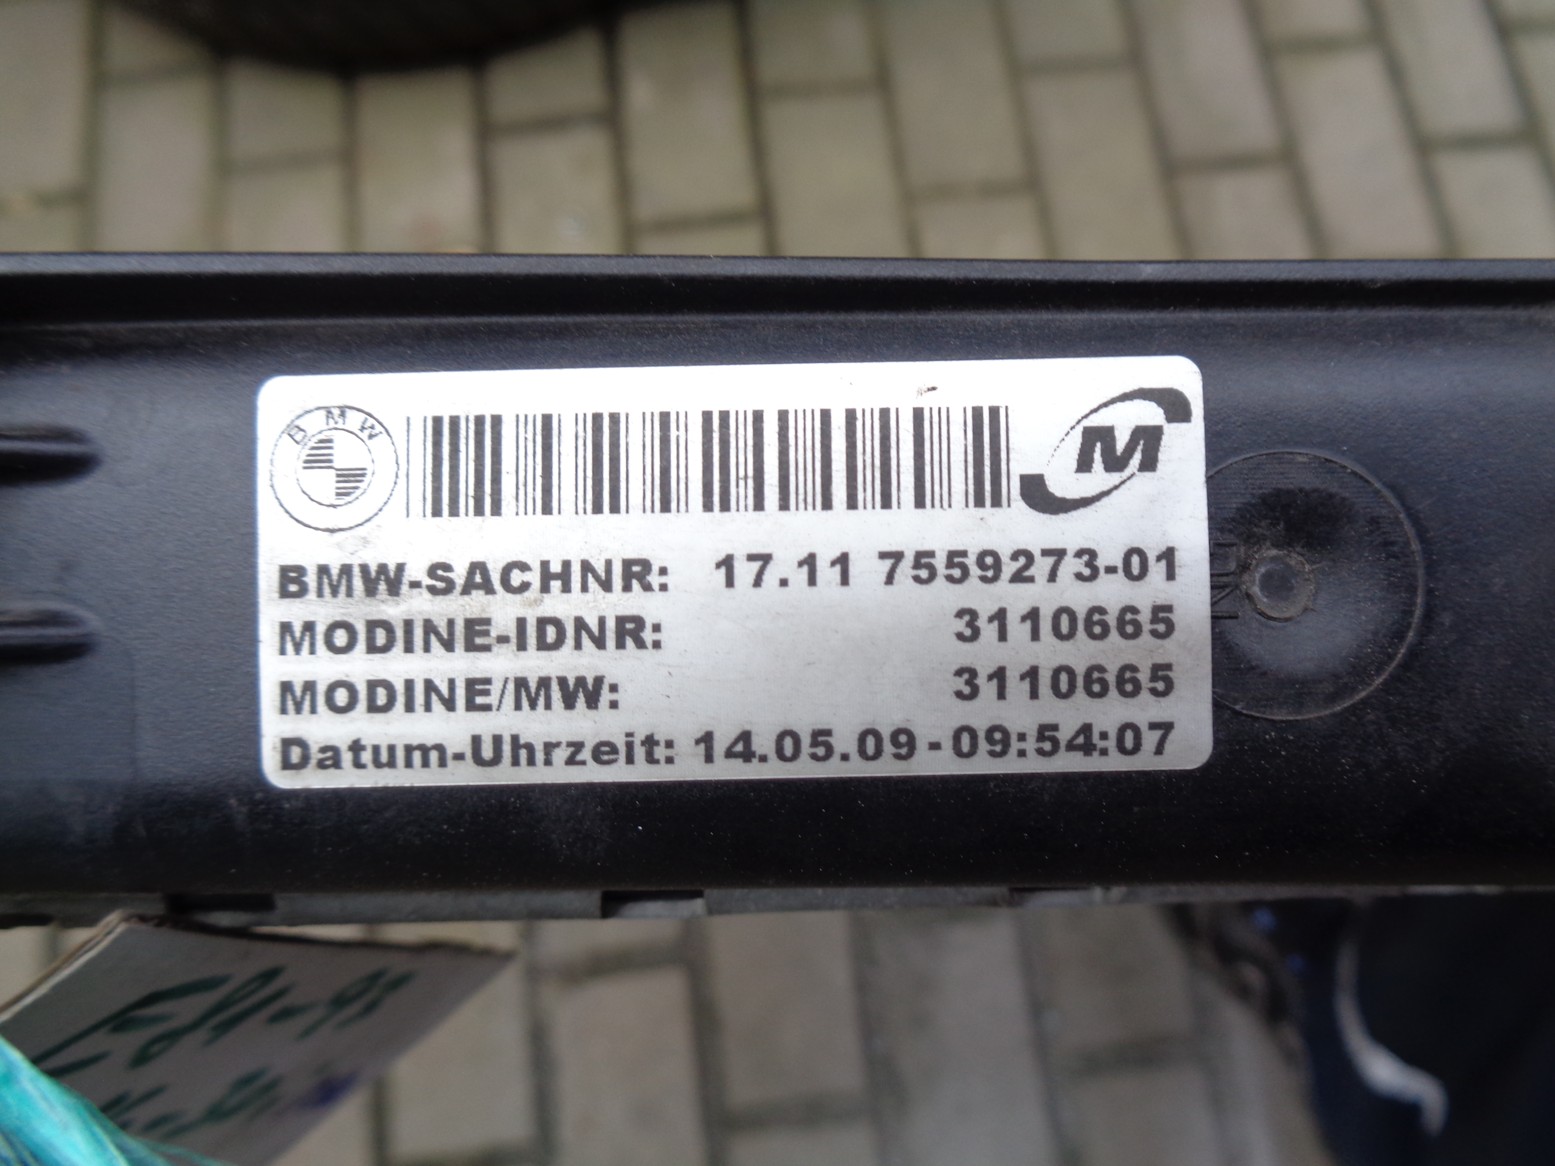 BMW
M
BMW-SACHNR: 17.11 7559273-01
MODINE-IDNR: 3110665
MODINE/MW: 3110665
Datum-Uhrzeit: 14.05.09-09:54:07